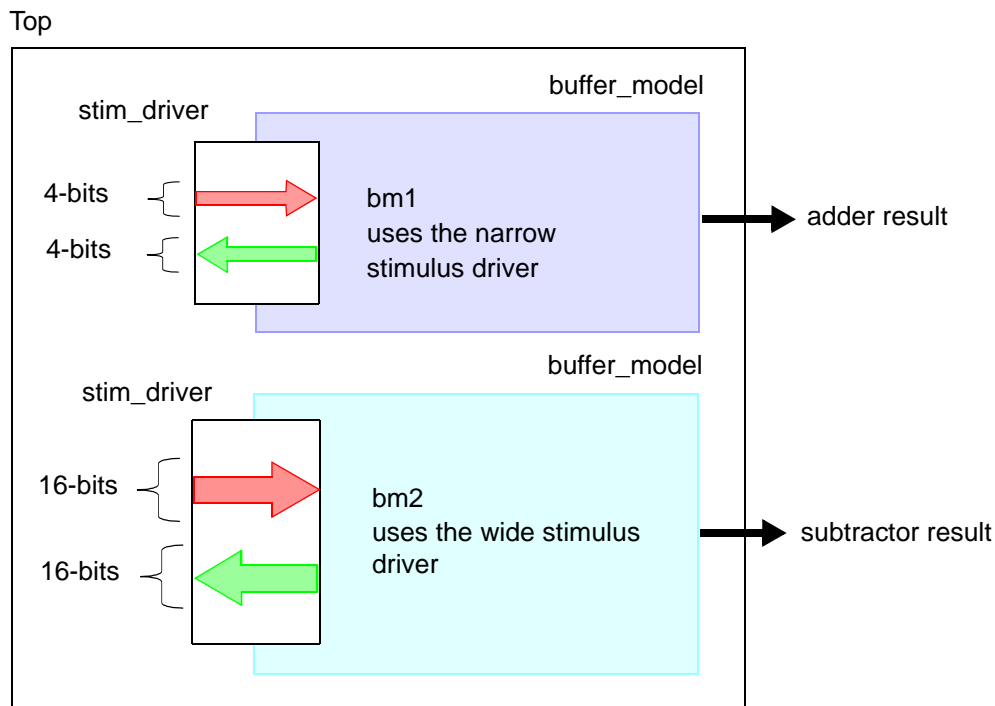 Top
buffer_model
stim_driver
4-bits
4-bits
bm1
uses the narrow
stimulus driver
adder result
buffer_model
stim_driver
16-bits
16-bits
bm2
uses the wide stimulus
driver
subtractor result